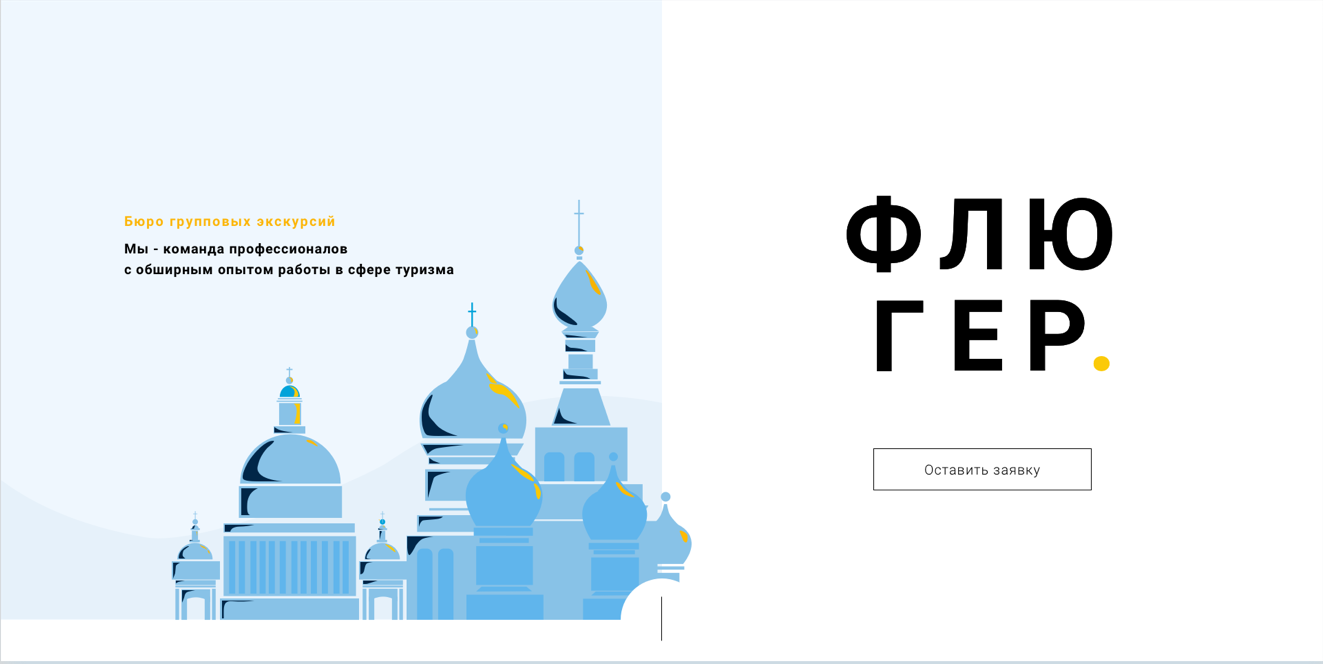 Бюро групповых экскурсий
Мы - команда профессионалов
с обширным опытом работы в сфере туризма
ФЛЮ
ГЕР.
Оставить заявку